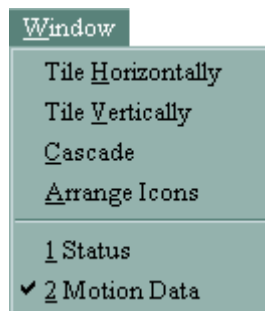 Window
Tile Horizontally
Tile Vertically
Cascade
Arrange Icons
1 Status
✔ 2 Motion Data